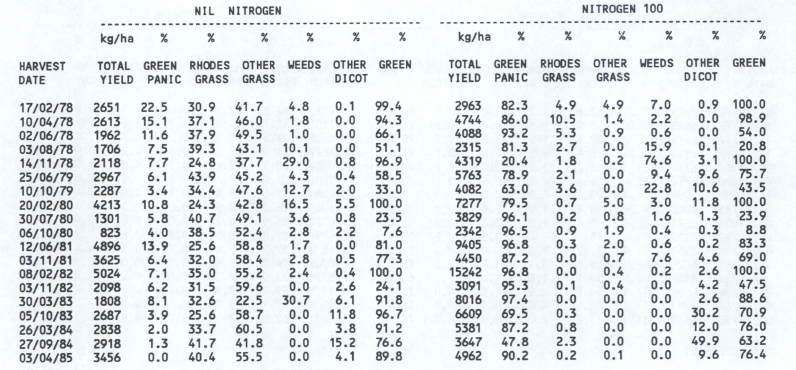 NIL NITROGEN NITROGEN 100
kg/ha % % % % % % kg/ha % % % % % %
HARVEST TOTAL GREEN RHODES OTHER WEEDS OTHER GREEN TOTAL GREEN RHODES OTHER WEEDS OTHER GREEN
DATE YIELD PANIC GRASS GRASS DICOT YIELD PANIC GRASS GRASS DICOT
17/02/78 2651 22.5 30.9 41.7 4.8 0.1 99.4 2963 82.3 4.9 4.9 7.0 0.9 100.0
10/04/78 2613 15.1 37.1 46.0 1.8 0.0 94.3 4744 86.0 10.5 1.4 2.2 0.0 98.9
02/06/78 1962 11.6 37.9 49.5 1.0 0.0 66.1 4088 93.2 5.3 0.9 0.6 0.0 54.0
03/08/78 1706 7.5 39.3 43.1 10.1 0.0 51.1 2315 81.3 2.7 0.0 15.9 0.1 20.8
14/11/78 2118 7.7 24.8 37.7 29.0 0.8 96.9 4319 20.4 1.8 0.2 74.6 3.1 100.0
25/06/79 2967 6.1 43.9 45.2 4.3 0.4 58.5 5763 78.9 2.1 0.0 9.4 9.6 75.7
10/10/79 2287 3.4 34.4 47.6 12.7 2.0 33.0 4082 63.0 3.6 0.0 22.8 10.6 43.5
20/02/80 4213 10.8 24.3 42.8 16.5 5.5 100.0 7277 79.5 0.7 5.0 3.0 11.8 100.0
30/07/80 1301 5.8 40.7 49.1 3.6 0.8 23.5 3829 96.1 0.2 0.8 1.6 1.3 23.9
06/10/80 823 4.0 38.5 52.4 2.8 2.2 7.6 2342 96.5 0.9 1.9 0.4 0.3 8.8
12/06/81 4896 13.9 25.6 58.8 1.7 0.0 81.0 9405 96.8 0.3 2.0 0.6 0.2 83.3
03/11/81 3625 6.4 32.0 58.4 2.8 0.5 77.3 4450 87.2 0.0 0.7 7.6 4.6 69.0
08/02/82 5024 7.1 35.0 55.2 2.4 0.4 100.0 15242 96.8 0.0 0.4 0.2 2.6 100.0
03/11/82 2098 6.2 31.5 59.6 0.0 2.6 24.1 3091 95.3 0.1 0.4 0.0 4.2 47.5
30/03/83 1808 8.1 32.6 22.5 30.7 6.1 91.8 8016 97.4 0.0 0.0 0.0 2.6 88.6
05/10/83 2687 3.9 25.6 58.7 0.0 11.8 96.7 6609 69.5 0.3 0.0 0.0 30.2 70.9
26/03/84 2838 2.0 33.7 60.5 0.0 3.8 91.2 5381 87.2 0.8 0.0 0.0 12.0 76.0
27/09/84 2918 1.3 41.7 41.8 0.0 15.2 76.6 3647 47.8 2.3 0.0 0.0 49.9 63.2
03/04/85 3456 0.0 40.4 55.5 0.0 4.1 89.8 4962 90.2 0.2 0.1 0.0 9.6 76.4